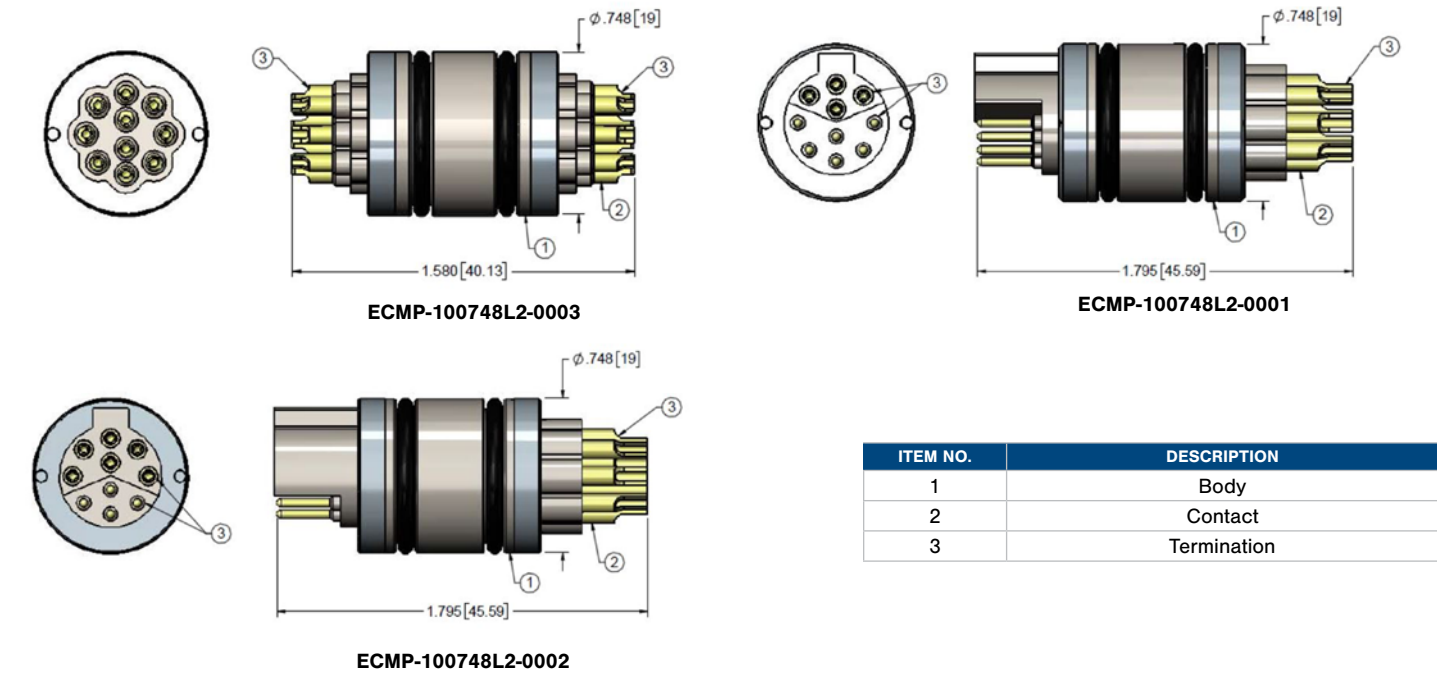 ⌀.748[19]
3
3
2
1
1.580[40.13]
ECMP-100748L2-0003
⌀.748[19]
3
3
2
1
1.795[45.59]
ECMP-100748L2-0001
⌀.748[19]
3
3
2
1
1.795[45.59]
ECMP-100748L2-0002
ITEM NO. DESCRIPTION
1 Body
2 Contact
3 Termination